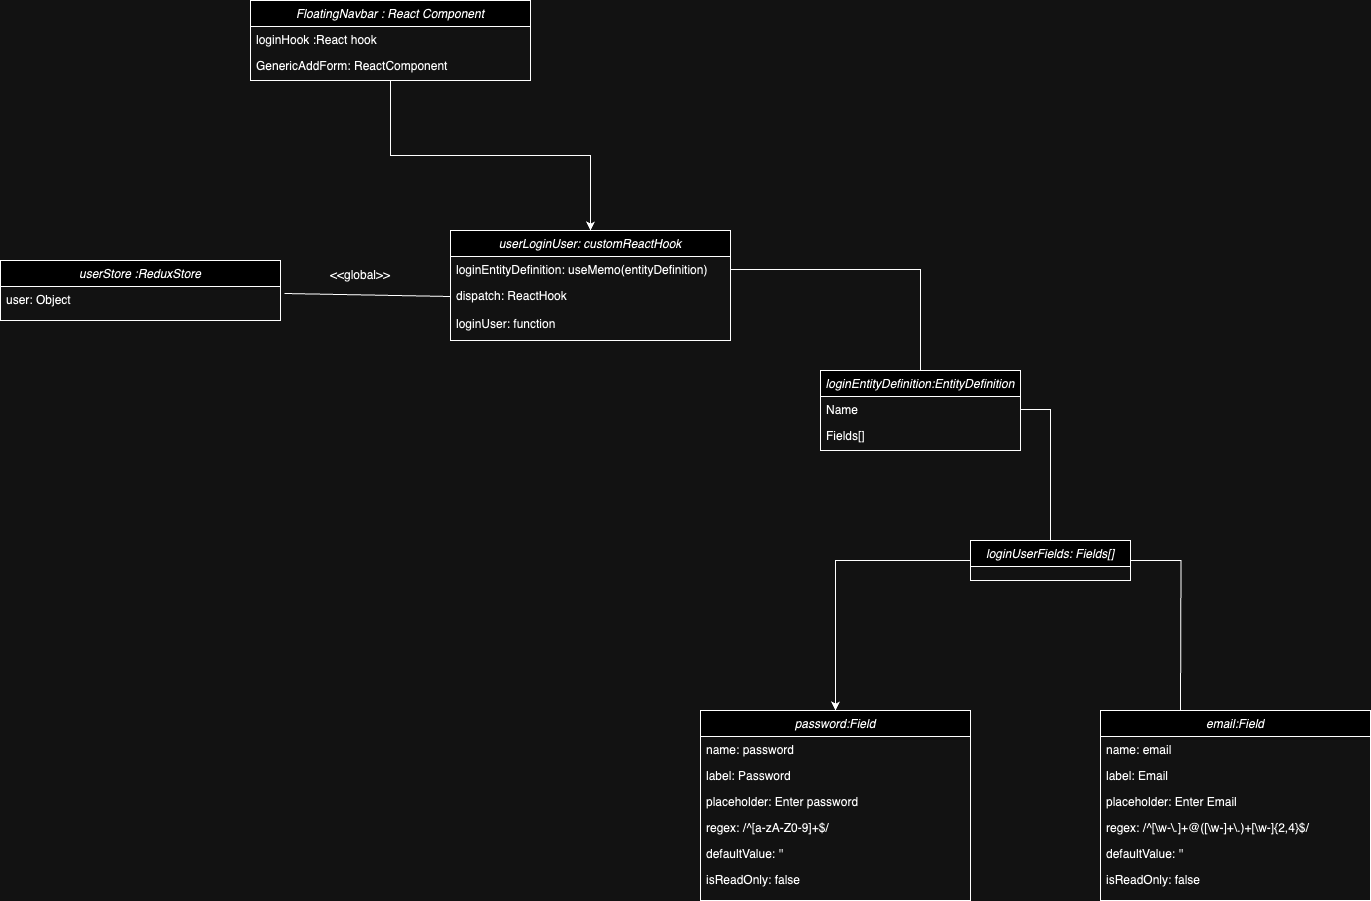 FloatingNavbar : React Component
loginHook :React hook
GenericAddForm: ReactComponent
userLoginUser: customReactHook
loginEntityDefinition: useMemo(entityDefinition)
dispatch: ReactHook
loginUser: function
userStore :ReduxStore
user: Object
<<global>>
loginEntityDefinition:EntityDefinition
Name
Fields[]
loginUserFields: Fields[]
password:Field
name: password
label: Password
placeholder: Enter password
regex: /^[a-zA-Z0-9]+$/
defaultValue: ''
isReadOnly: false
email:Field
name: email
label: Email
placeholder: Enter Email
regex: /^[\w-\.]+@([\w-]+\.)+[\w-]{2,4}$/
defaultValue: ''
isReadOnly: false